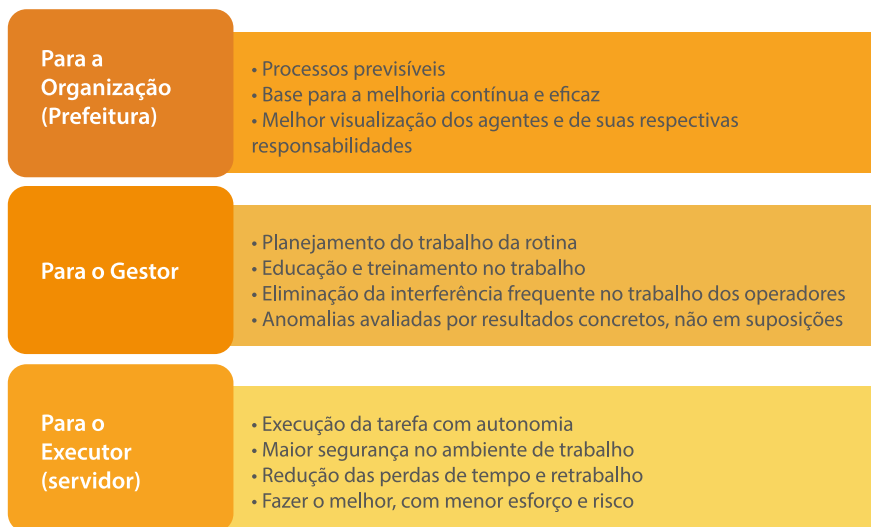 Para a
Organização
(Prefeitura)
• Processos previsíveis
• Base para a melhoria contínua e eficaz
• Melhor visualização dos agentes e de suas respectivas
responsabilidades
Para o Gestor
• Planejamento do trabalho da rotina
• Educação e treinamento no trabalho
• Eliminação da interferência frequente no trabalho dos operadores
• Anomalias avaliadas por resultados concretos, não em suposições
Para o
Executor
(servidor)
• Execução da tarefa com autonomia
• Maior segurança no ambiente de trabalho
• Redução das perdas de tempo e retrabalho
• Fazer o melhor, com menor esforço e risco